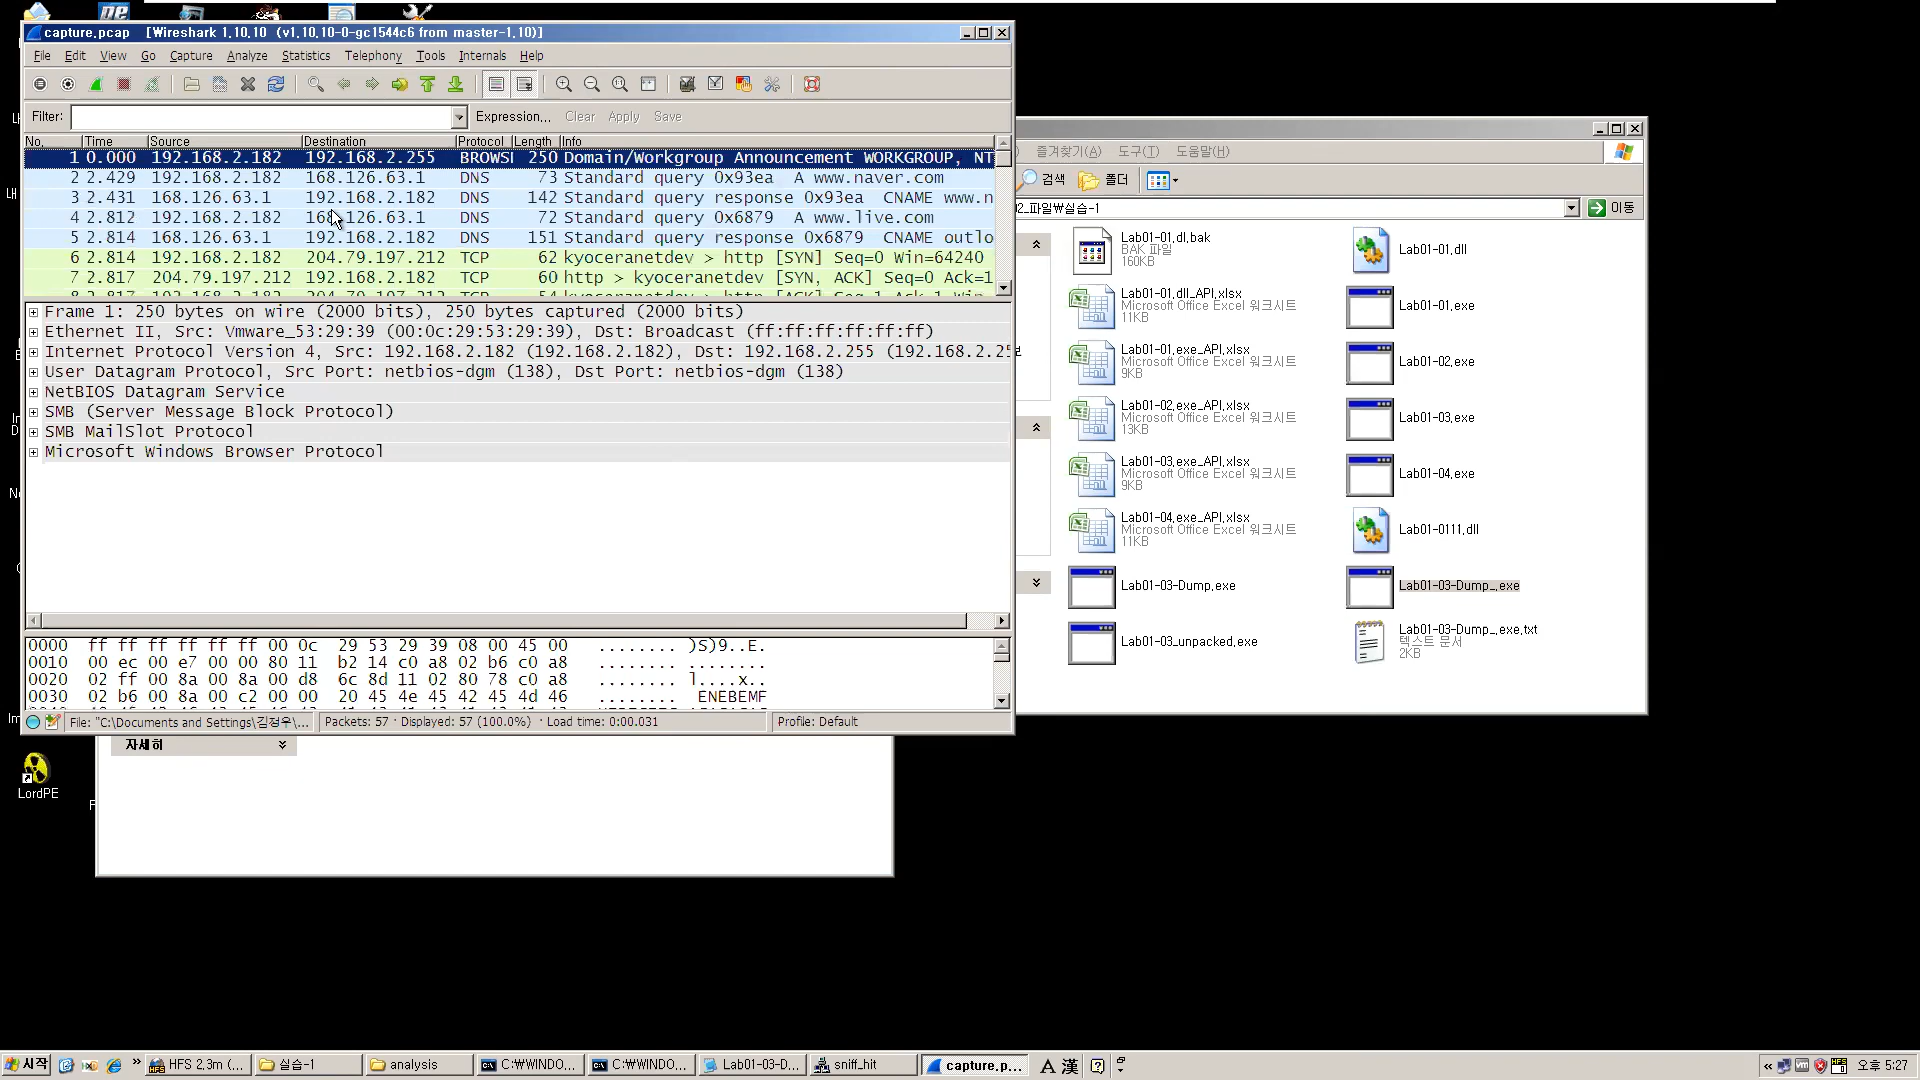 capture.pcap [Wireshark 1.10.10 (v1.10.10-0-gc1544c6 from master-1.10)]
File Edit View Go Capture Analyze Statistics Telephony Tools Internals Help
Filter: Expression... Clear Apply Save
No. Time Source Destination Protocol Length Info
1 0.000 192.168.2.182 192.168.2.255 BROWSI 250 Domain/Workgroup Announcement WORKGROUP, NT
2 2.429 192.168.2.182 168.126.63.1 DNS 73 Standard query 0x93ea A www.naver.com
3 2.431 168.126.63.1 192.168.2.182 DNS 142 Standard query response 0x93ea CNAME www.n
4 2.812 192.168.2.182 168.126.63.1 DNS 72 Standard query 0x6879 A www.live.com
5 2.814 168.126.63.1 192.168.2.182 DNS 151 Standard query response 0x6879 CNAME outlo
6 2.814 192.168.2.182 204.79.197.212 TCP 62 kyoceranetdev > http [SYN] Seq=0 Win=64240
7 2.817 204.79.197.212 192.168.2.182 TCP 60 http > kyoceranetdev [SYN, ACK] Seq=0 Ack=1
Frame 1: 250 bytes on wire (2000 bits), 250 bytes captured (2000 bits)
Ethernet II, Src: Vmware_53:29:39 (00:0c:29:53:29:39), Dst: Broadcast (ff:ff:ff:ff:ff:ff)
Internet Protocol Version 4, Src: 192.168.2.182 (192.168.2.182), Dst: 192.168.2.255 (192.168.2.25
User Datagram Protocol, Src Port: netbios-dgm (138), Dst Port: netbios-dgm (138)
NetBIOS Datagram Service
SMB (Server Message Block Protocol)
SMB MailSlot Protocol
Microsoft Windows Browser Protocol
0000 ff ff ff ff ff ff 00 0c 29 53 29 39 08 00 45 00 ........ )S)9..E.
0010 00 ec 00 e7 00 00 80 11 b2 14 c0 a8 02 b6 c0 a8 ........ ........
0020 02 ff 00 8a 00 8a 00 d8 6c 8d 11 02 80 78 c0 a8 ........ l....x..
0030 02 b6 00 8a 00 c2 00 00 20 45 4e 45 42 45 4d 46 ........ ENEBEMF
File: "C:\Documents and Settings\김정우\... Packets: 57 · Displayed: 57 (100.0%) · Load time: 0:00.031 Profile: Default
즐겨찾기(A) 도구(T) 도움말(H)
검색 폴더
02_파일₩실습-1 이동
Lab01-01.dl.bak
BAK 파일
160KB
Lab01-01.dll
Lab01-01.dll_API.xlsx
Microsoft Office Excel 워크시트
11KB
Lab01-01.exe
Lab01-01.exe_API.xlsx
Microsoft Office Excel 워크시트
9KB
Lab01-02.exe
Lab01-02.exe_API.xlsx
Microsoft Office Excel 워크시트
13KB
Lab01-03.exe
Lab01-03.exe_API.xlsx
Microsoft Office Excel 워크시트
9KB
Lab01-04.exe
Lab01-04.exe_API.xlsx
Microsoft Office Excel 워크시트
11KB
Lab01-0111.dll
Lab01-03-Dump.exe
Lab01-03-Dump_.exe
Lab01-03_unpacked.exe
Lab01-03-Dump_.exe.txt
텍스트 문서
2KB
자세히
LordPE
시작 HFS 2.3m (... 실습-1 analysis C:₩WINDO... C:₩WINDO... Lab01-03-D... sniff_hit capture.p... A 漢 오후 5:27